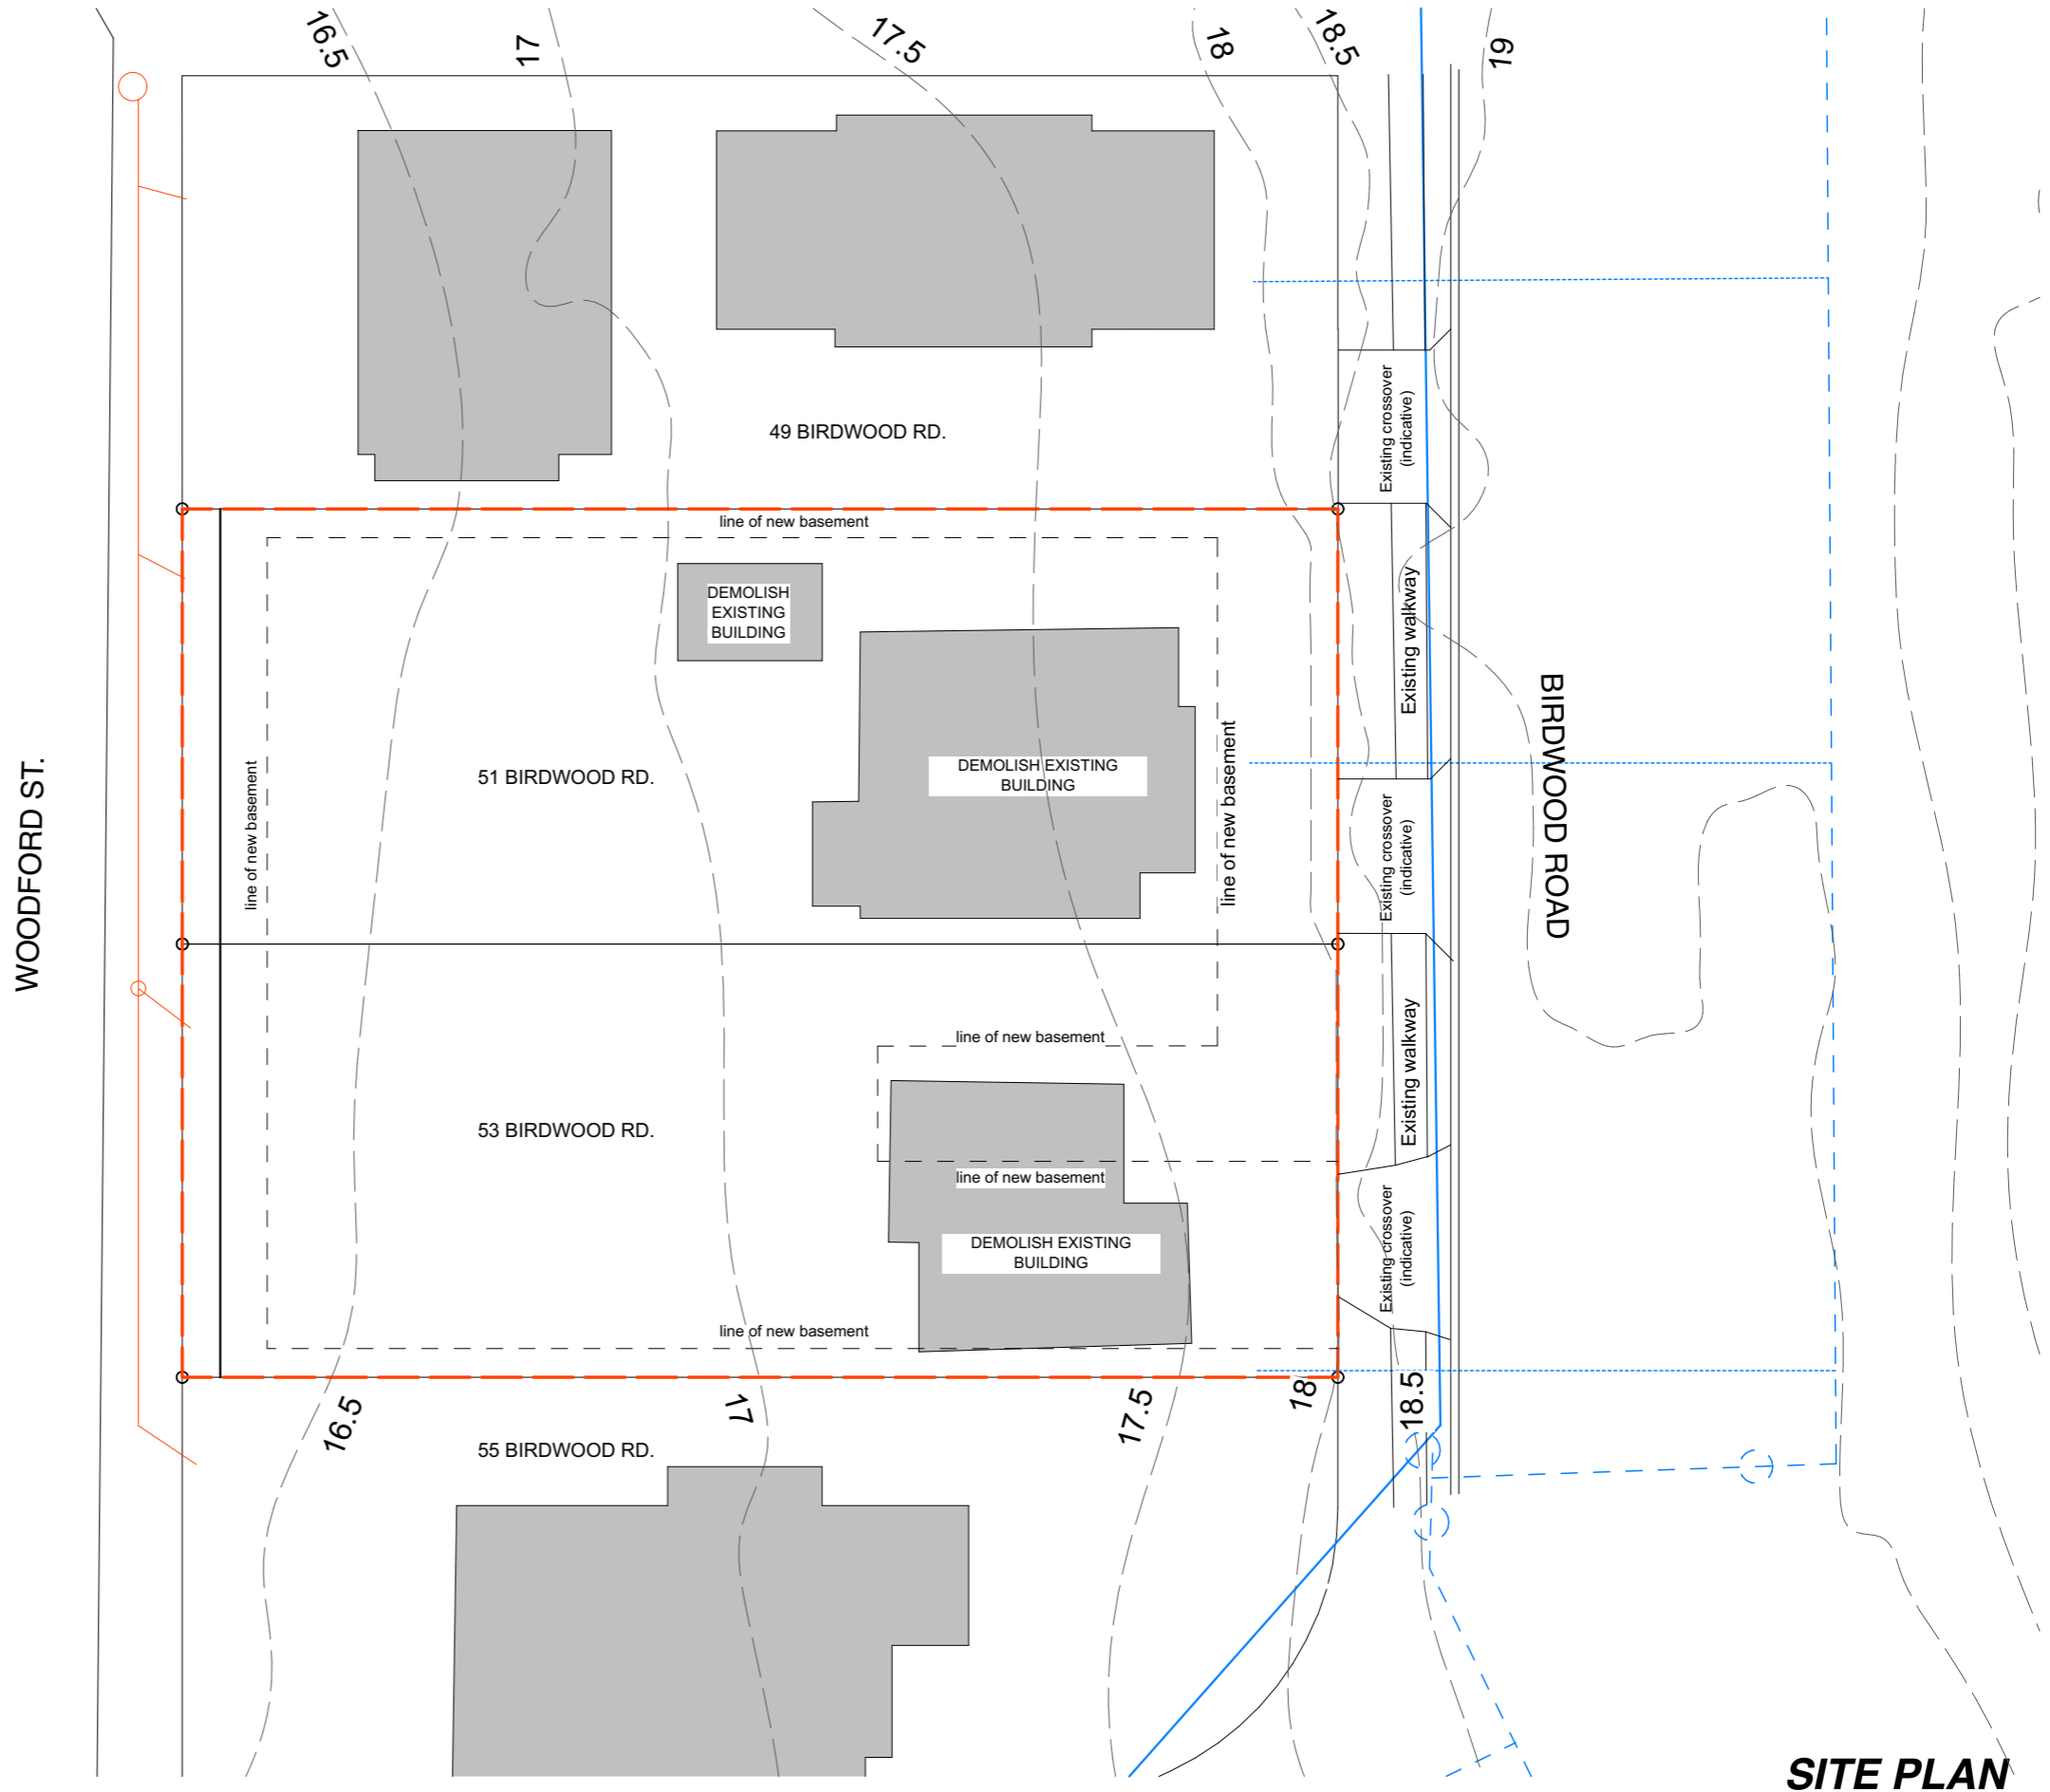 16.5
17
17.5
18
18.5
19
49 BIRDWOOD RD.
Existing crossover
(indicative)
line of new basement
DEMOLISH
EXISTING
BUILDING
Existing walkway
WOODFORD ST.
line of new basement
51 BIRDWOOD RD.
DEMOLISH EXISTING
BUILDING
line of new basement
BIRDWOOD ROAD
Existing crossover
(indicative)
line of new basement
Existing walkway
53 BIRDWOOD RD.
line of new basement
DEMOLISH EXISTING
BUILDING
Existing crossover
(indicative)
line of new basement
16.5
17
17.5
18
18.5
55 BIRDWOOD RD.
SITE PLAN